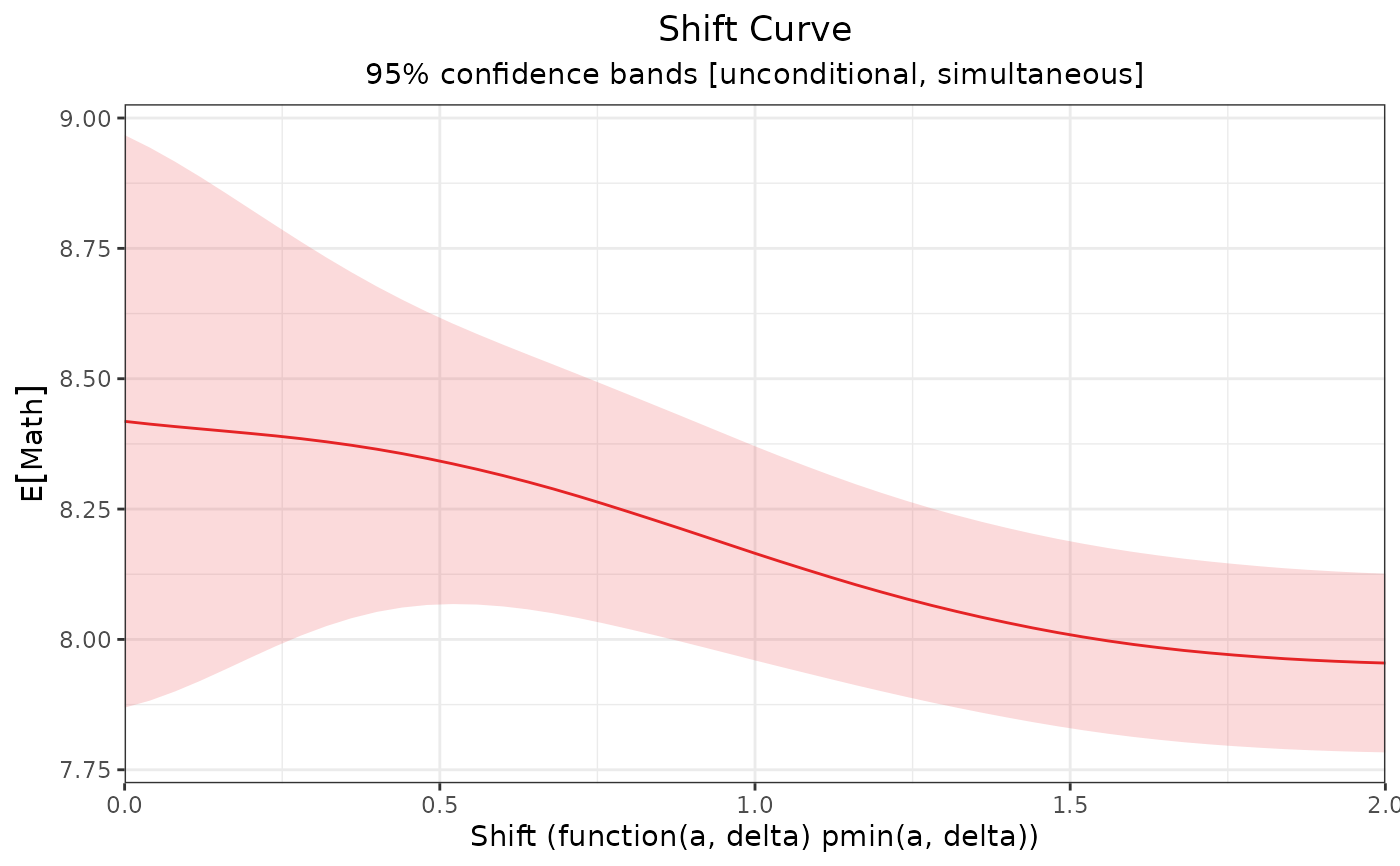 Shift Curve
95% confidence bands [unconditional, simultaneous]
E[Math]
9.00
8.75
8.50
8.25
8.00
7.75
0.0 0.5 1.0 1.5 2.0
Shift (function(a, delta) pmin(a, delta))